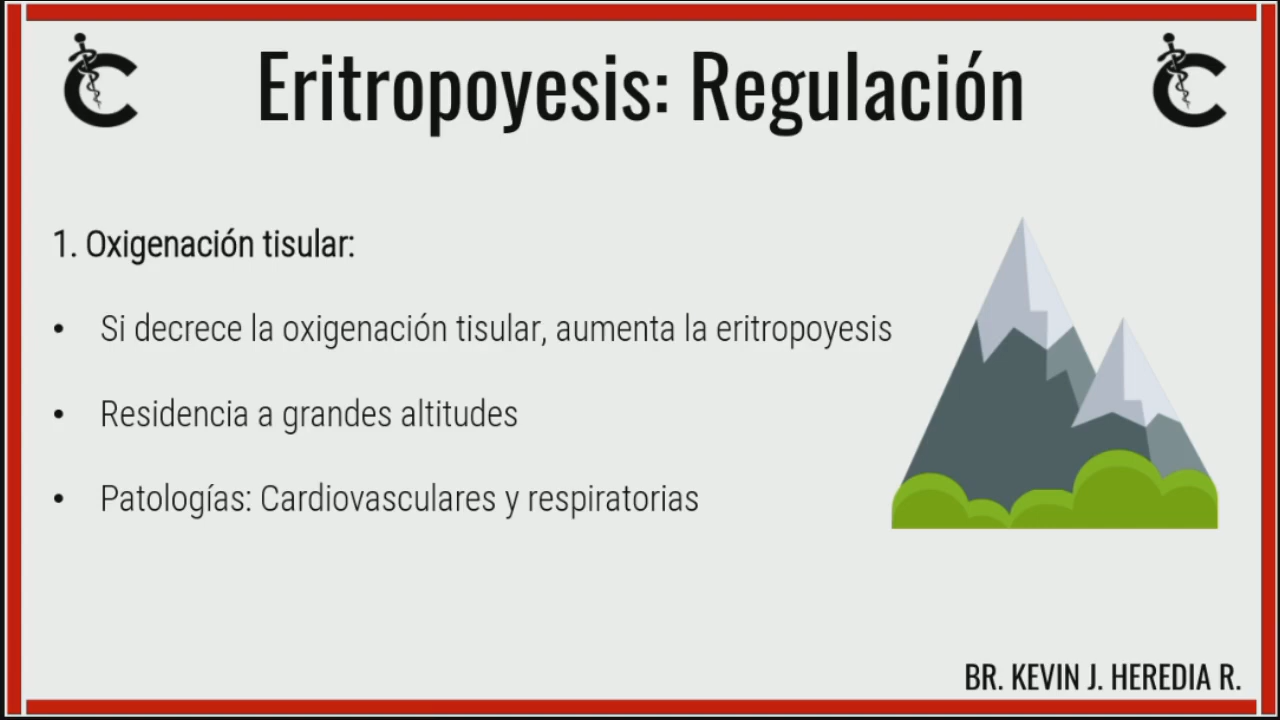 Eritropoyesis: Regulación
1. Oxigenación tisular:
• Si decrece la oxigenación tisular, aumenta la eritropoyesis
• Residencia a grandes altitudes
• Patologías: Cardiovasculares y respiratorias
BR. KEVIN J. HEREDIA R.